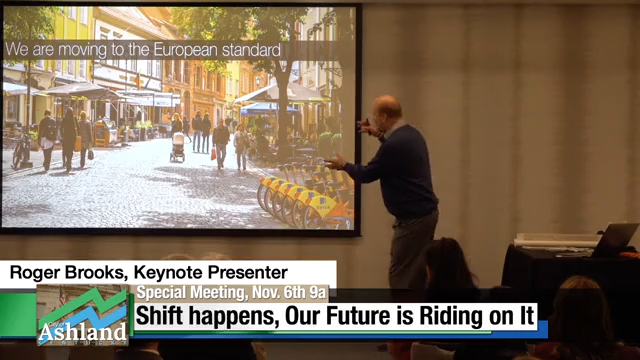 We are moving to the European standard
Roger Brooks, Keynote Presenter
Special Meeting, Nov. 6th 9a
Shift happens, Our Future is Riding on It
Ashland